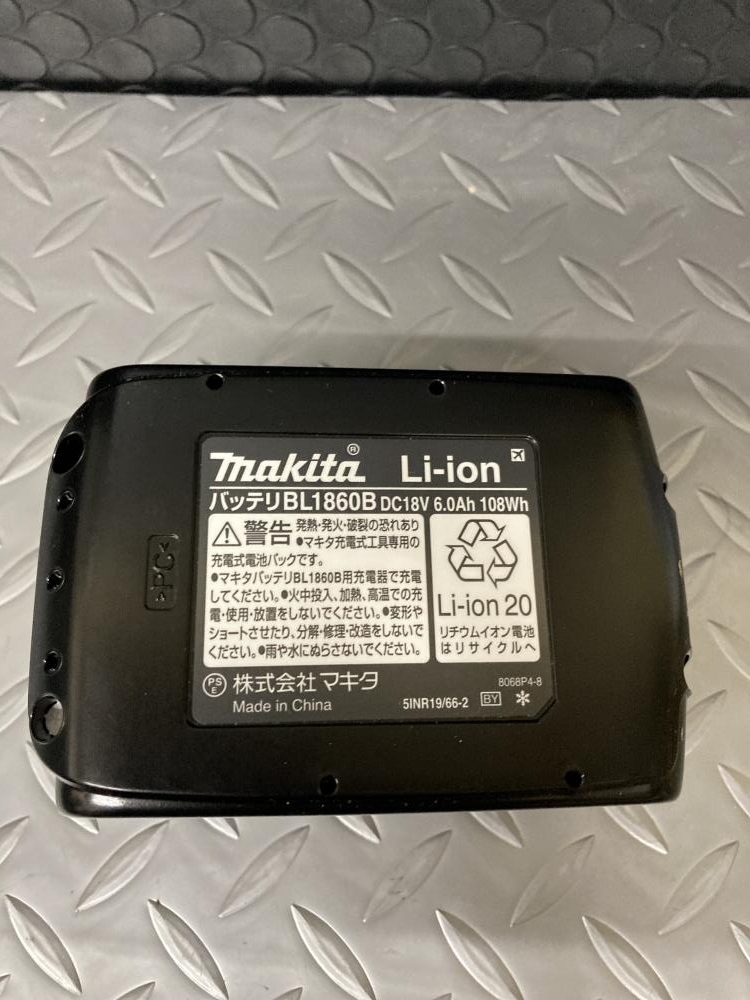 makita® Li-ion
バッテリBL1860B DC18V 6.0Ah 108Wh
警告 発熱・発火・破裂の恐れあり
●マキタ充電式工具専用の
充電式電池パックです。
●マキタバッテリBL1860B用充電器で充電
してください。●火中投入、加熱、高温での充
電・使用・放置をしないでください。●変形や
ショートさせたり、分解・修理・改造をしないで
ください。●雨や水にぬらさないでください。
Li-ion 20
リチウムイオン電池
はリサイクルへ
PS E 株式会社マキタ
Made in China
8068P4-8
5INR19/66-2 BY
>PC<